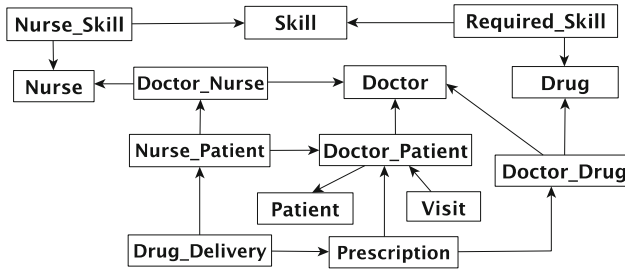 Nurse_Skill
Skill
Required_Skill
Nurse
Doctor_Nurse
Doctor
Drug
Nurse_Patient
Doctor_Patient
Doctor_Drug
Patient
Visit
Drug_Delivery
Prescription